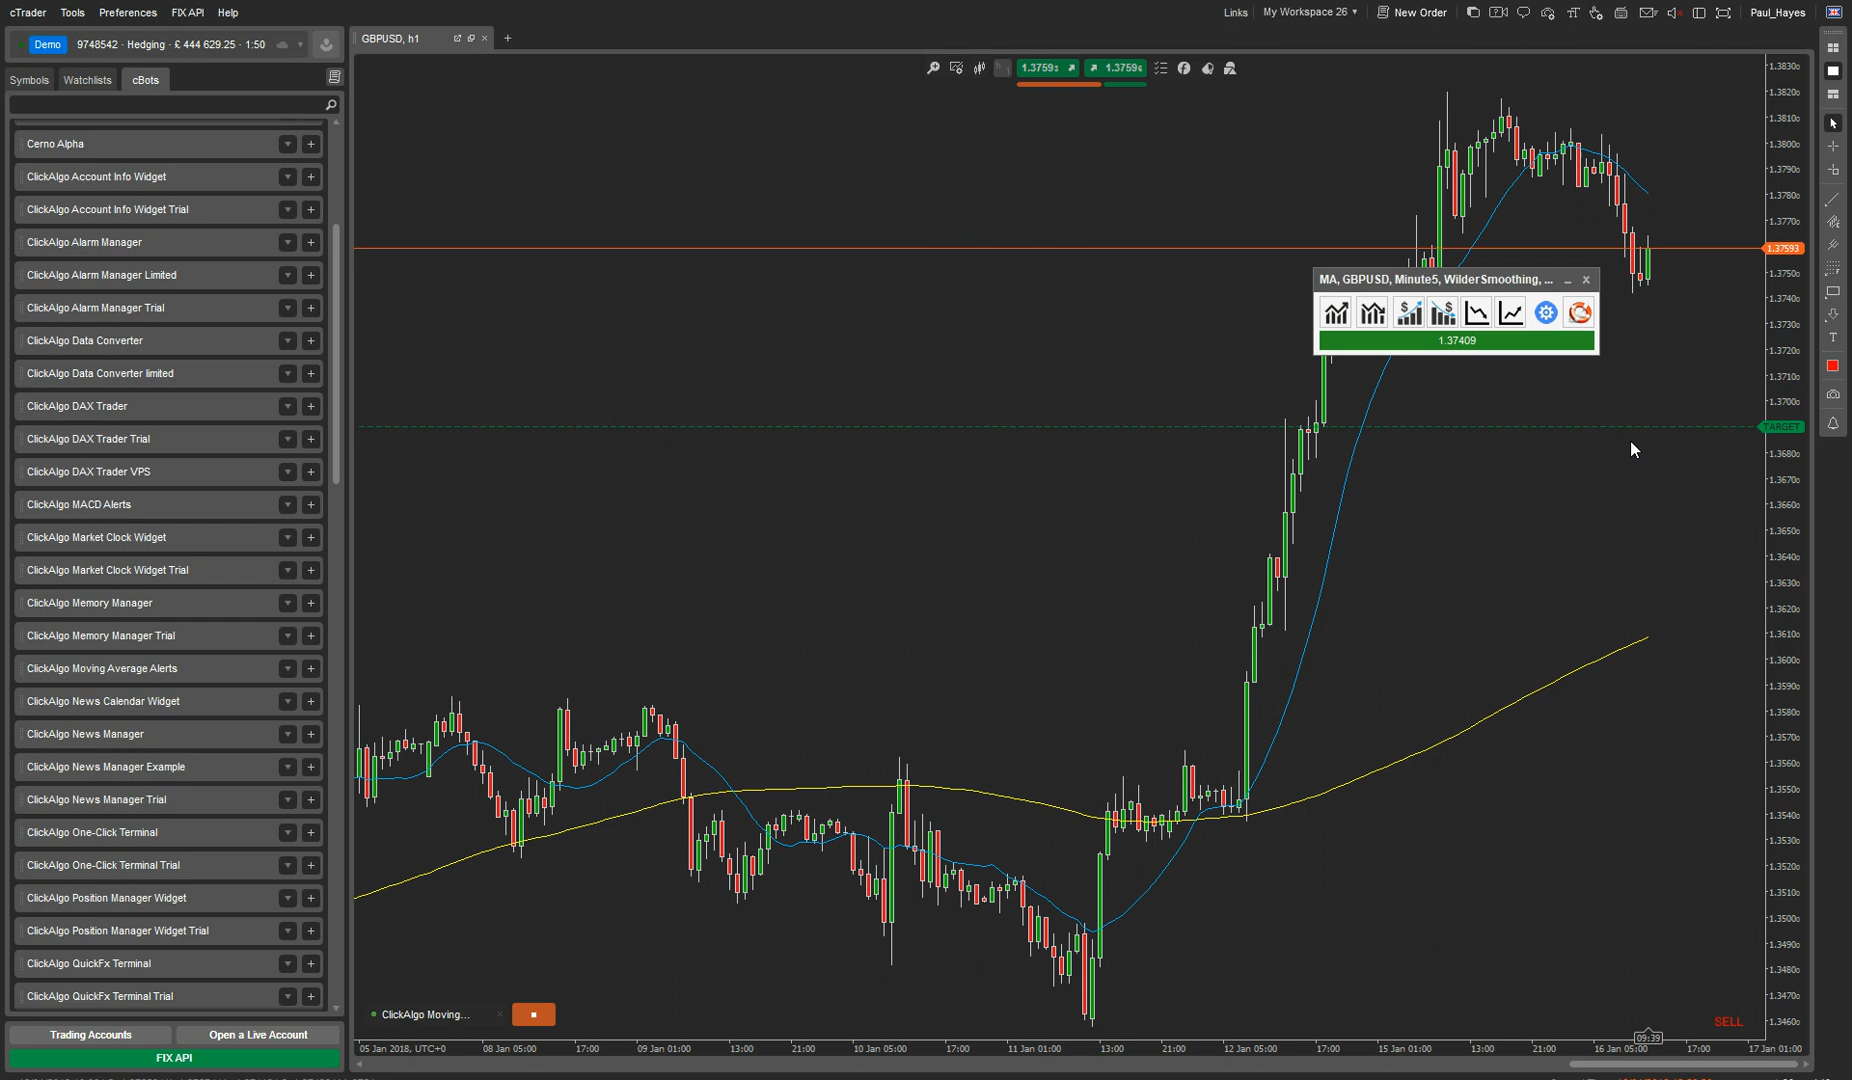 cTrader Tools Preferences FIX API Help
Links My Workspace 26 New Order Paul_Hayes
Demo 9748542 · Hedging · £ 444 629.25 · 1:50
GBPUSD, h1
Symbols Watchlists cBots
1.37593 1.37596
Cerno Alpha
ClickAlgo Account Info Widget
ClickAlgo Account Info Widget Trial
ClickAlgo Alarm Manager
ClickAlgo Alarm Manager Limited
ClickAlgo Alarm Manager Trial
ClickAlgo Data Converter
ClickAlgo Data Converter limited
ClickAlgo DAX Trader
ClickAlgo DAX Trader Trial
ClickAlgo DAX Trader VPS
ClickAlgo MACD Alerts
ClickAlgo Market Clock Widget
ClickAlgo Market Clock Widget Trial
ClickAlgo Memory Manager
ClickAlgo Memory Manager Trial
ClickAlgo Moving Average Alerts
ClickAlgo News Calendar Widget
ClickAlgo News Manager
ClickAlgo News Manager Example
ClickAlgo News Manager Trial
ClickAlgo One-Click Terminal
ClickAlgo One-Click Terminal Trial
ClickAlgo Position Manager Widget
ClickAlgo Position Manager Widget Trial
ClickAlgo QuickFx Terminal
ClickAlgo QuickFx Terminal Trial
Trading Accounts Open a Live Account
FIX API
MA, GBPUSD, Minute5, WilderSmoothing, ...
1.37409
ClickAlgo Moving...
SELL
1.38300
1.38200
1.38100
1.38000
1.37900
1.37800
1.37700
1.37593
1.37500
1.37400
1.37300
1.37200
1.37100
1.37000
TARGET
1.36800
1.36700
1.36600
1.36500
1.36400
1.36300
1.36200
1.36100
1.36000
1.35900
1.35800
1.35700
1.35600
1.35500
1.35400
1.35300
1.35200
1.35100
1.35000
1.34900
1.34800
1.34700
1.34600
09:39
05 Jan 2018, UTC+0 08 Jan 05:00 17:00 09 Jan 01:00 13:00 21:00 10 Jan 05:00 17:00 11 Jan 01:00 13:00 21:00 12 Jan 05:00 17:00 15 Jan 01:00 13:00 21:00 16 Jan 05:00 17:00 17 Jan 01:00